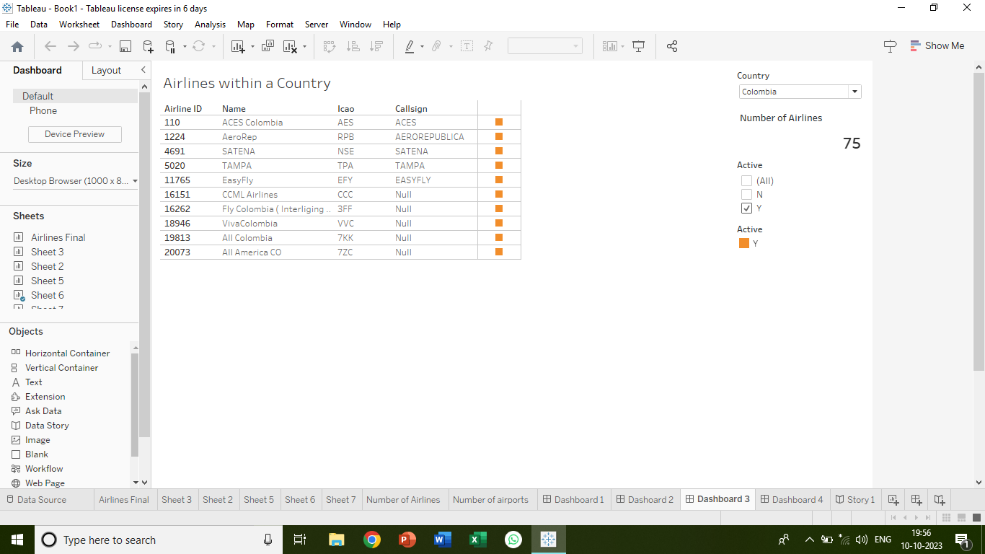 Tableau - Book1 - Tableau license expires in 6 days
File Data Worksheet Dashboard Story Analysis Map Format Server Window Help
Show Me
Dashboard Layout
Default
Phone
Device Preview
Size
Desktop Browser (1000 x 8...
Sheets
Airlines Final
Sheet 3
Sheet 2
Sheet 5
Sheet 6
Sheet 7
Objects
Horizontal Container
Vertical Container
Text
Extension
Ask Data
Data Story
Image
Blank
Workflow
Web Page
Airlines within a Country
Airline ID Name Icao Callsign
110 ACES Colombia AES ACES
1224 AeroRep RPB AEROREPUBLICA
4691 SATENA NSE SATENA
5020 TAMPA TPA TAMPA
11765 EasyFly EFY EASYFLY
16151 CCML Airlines CCC Null
16262 Fly Colombia ( Interliging .. 3FF Null
18946 VivaColombia VVC Null
19813 All Colombia 7KK Null
20073 All America CO 7ZC Null
Country
Colombia
Number of Airlines
75
Active
(All)
N
Y
Active
Y
Data Source Airlines Final Sheet 3 Sheet 2 Sheet 5 Sheet 6 Sheet 7 Number of Airlines Number of airports Dashboard 1 Dashoard 2 Dashboard 3 Dashboard 4 Story 1
Type here to search
ENG
19:56
10-10-2023
1